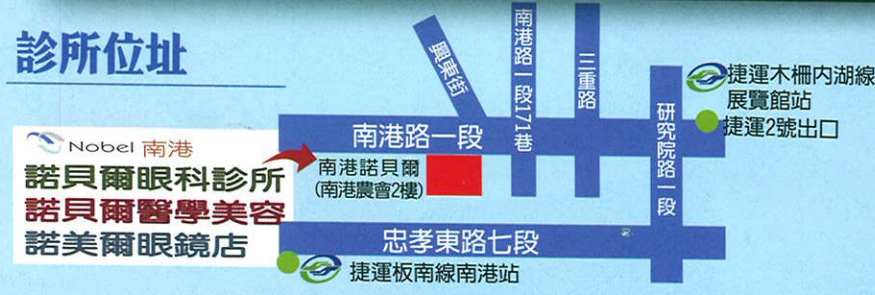 診所位址
Nobel 南港
諾貝爾眼科診所
諾貝爾醫學美容
諾美爾眼鏡店
興東街
南港路一段171巷
三重路
研究院路一段
捷運木柵内湖線
展覽館站
捷運2號出口
南港路一段
南港諾貝爾
(南港農會2樓)
忠孝東路七段
捷運板南線南港站